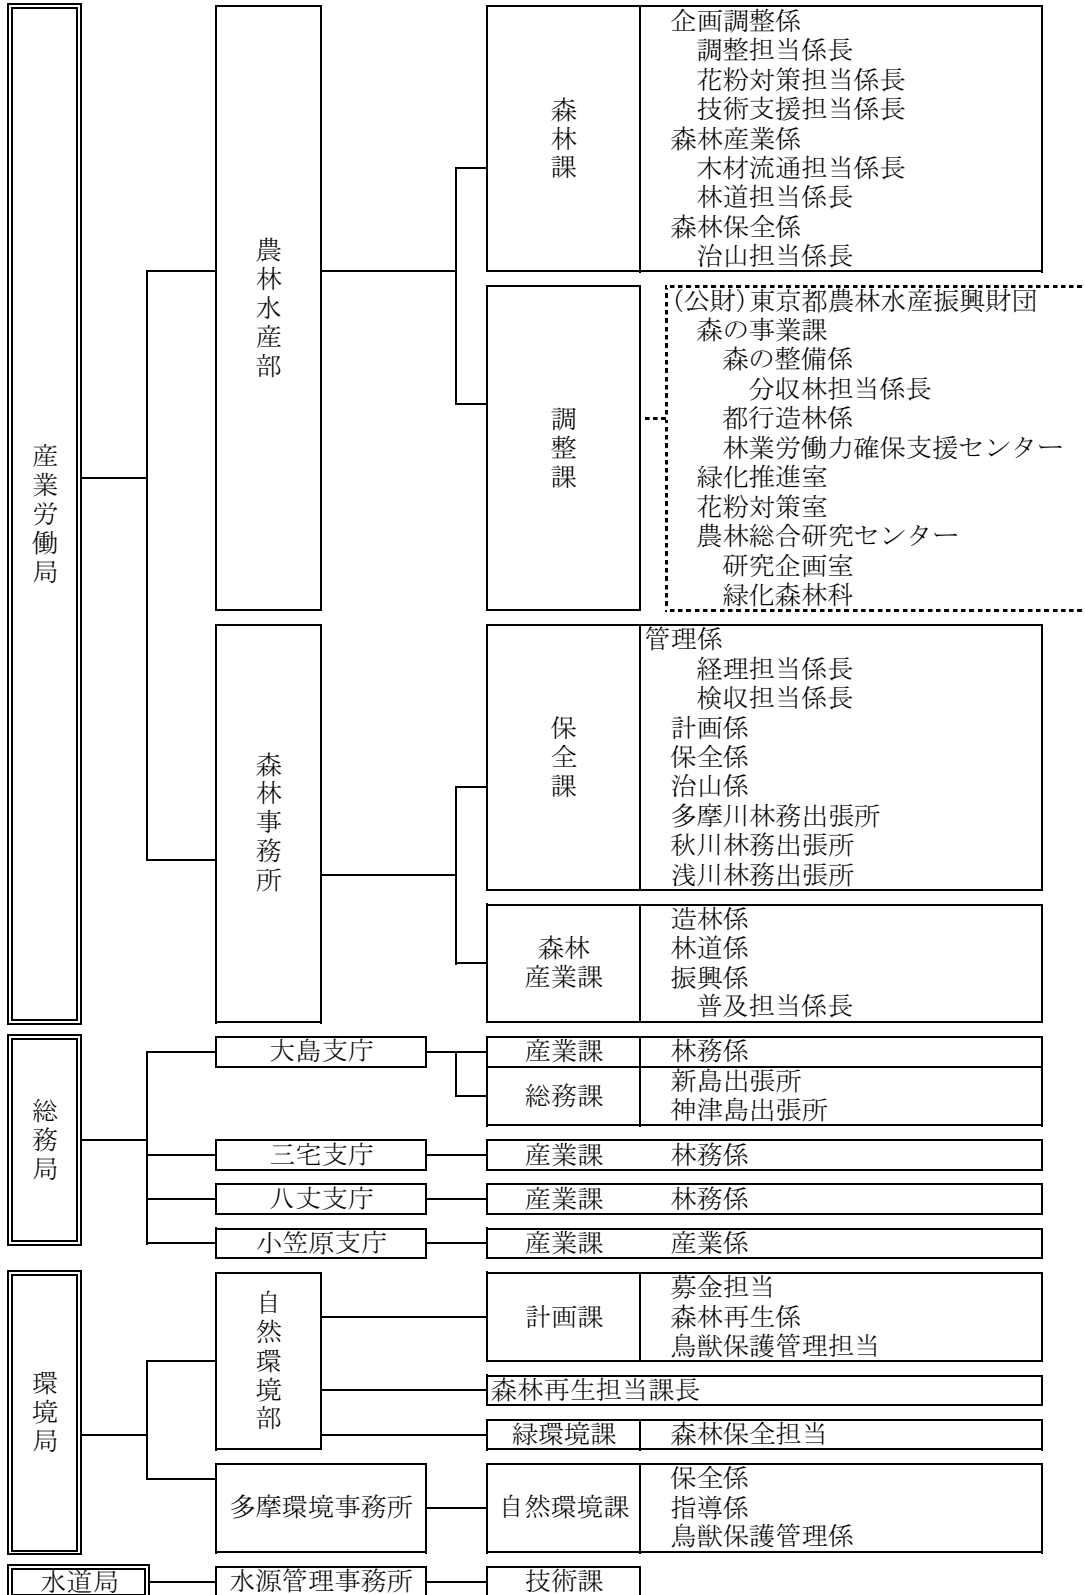 産業労働局
農林水産部
森林課
企画調整係
調整担当係長
花粉対策担当係長
技術支援担当係長
森林産業係
木材流通担当係長
林道担当係長
森林保全係
治山担当係長
調整課
(公財)東京都農林水産振興財団
森の事業課
森の整備係
分収林担当係長
都行造林係
林業労働力確保支援センター
緑化推進室
花粉対策室
農林総合研究センター
研究企画室
緑化森林科
森林事務所
保全課
管理係
経理担当係長
検収担当係長
計画係
保全係
治山係
多摩川林務出張所
秋川林務出張所
浅川林務出張所
森林
産業課
造林係
林道係
振興係
普及担当係長
総務局
大島支庁
産業課
林務係
総務課
新島出張所
神津島出張所
三宅支庁
産業課
林務係
八丈支庁
産業課
林務係
小笠原支庁
産業課
産業係
環境局
自然環境部
計画課
募金担当
森林再生係
鳥獣保護管理担当
森林再生担当課長
緑環境課
森林保全担当
多摩環境事務所
自然環境課
保全係
指導係
鳥獣保護管理係
水道局
水源管理事務所
技術課